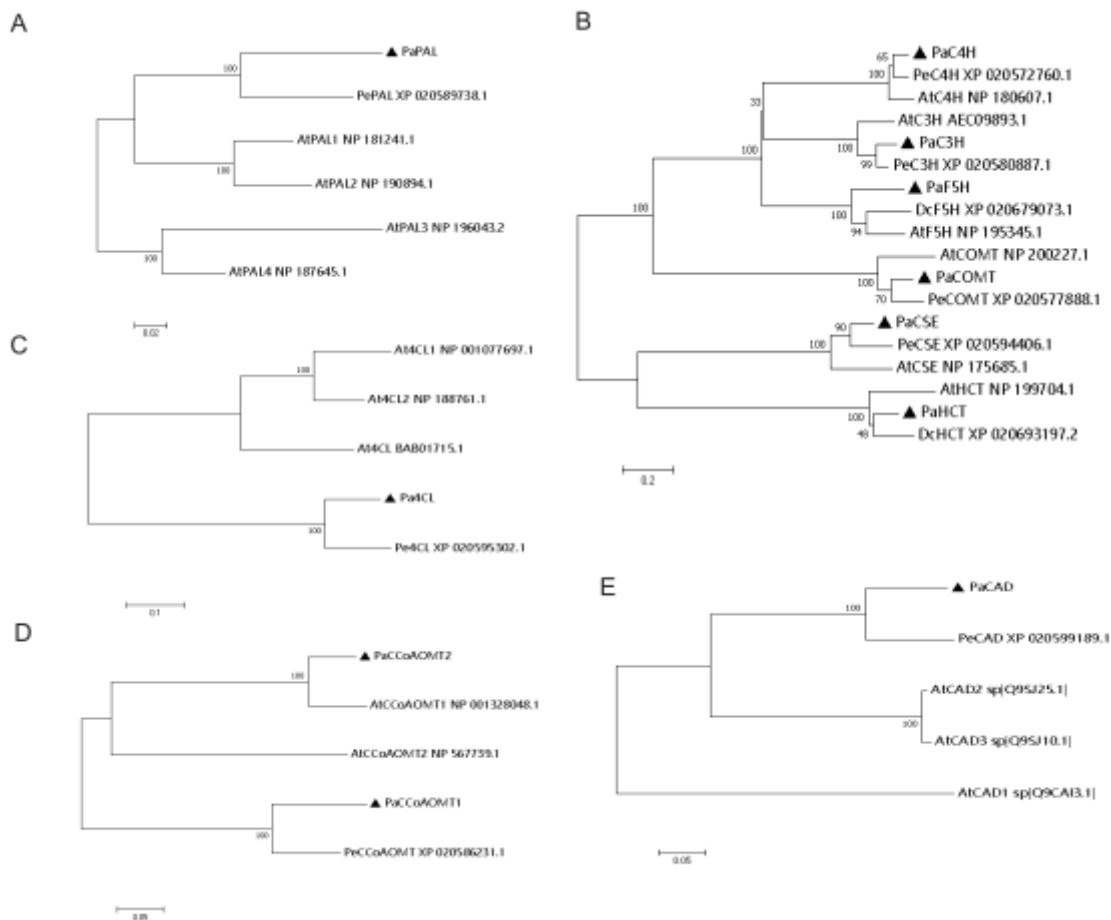 A
100
▲ PaPAL
PePAL XP 020589738.1
AtPAL1 NP 181241.1
100
AtPAL2 NP 190894.1
AtPAL3 NP 196043.2
100
AtPAL4 NP 187645.1
0.02
B
65
▲ PaC4H
100
PeC4H XP 020572760.1
AtC4H NP 180607.1
33
AtC3H AEC09893.1
100
100
▲ PaC3H
99
PeC3H XP 020580887.1
▲ PaF5H
100
100
DcF5H XP 020679073.1
94
AtF5H NP 195345.1
AtCOMT NP 200227.1
100
▲ PaCOMT
70
PeCOMT XP 020577888.1
90
▲ PaCSE
100
PeCSE XP 020594406.1
AtCSE NP 175685.1
AtHCT NP 199704.1
100
▲ PaHCT
48
DcHCT XP 020693197.2
0.2
C
At4CL1 NP 001077697.1
100
At4CL2 NP 188761.1
At4CL BAB01715.1
▲ Pa4CL
100
Pe4CL XP 020595302.1
0.1
D
▲ PaCCoAOMT2
100
AtCCoAOMT1 NP 001328048.1
AtCCoAOMT2 NP 567739.1
▲ PaCCoAOMT1
100
PeCCoAOMT XP 020586231.1
0.05
E
▲ PaCAD
100
PeCAD XP 020599189.1
AtCAD2 sp|Q9SJ25.1|
100
AtCAD3 sp|Q9SJ10.1|
AtCAD1 sp|Q9CAI3.1|
0.05